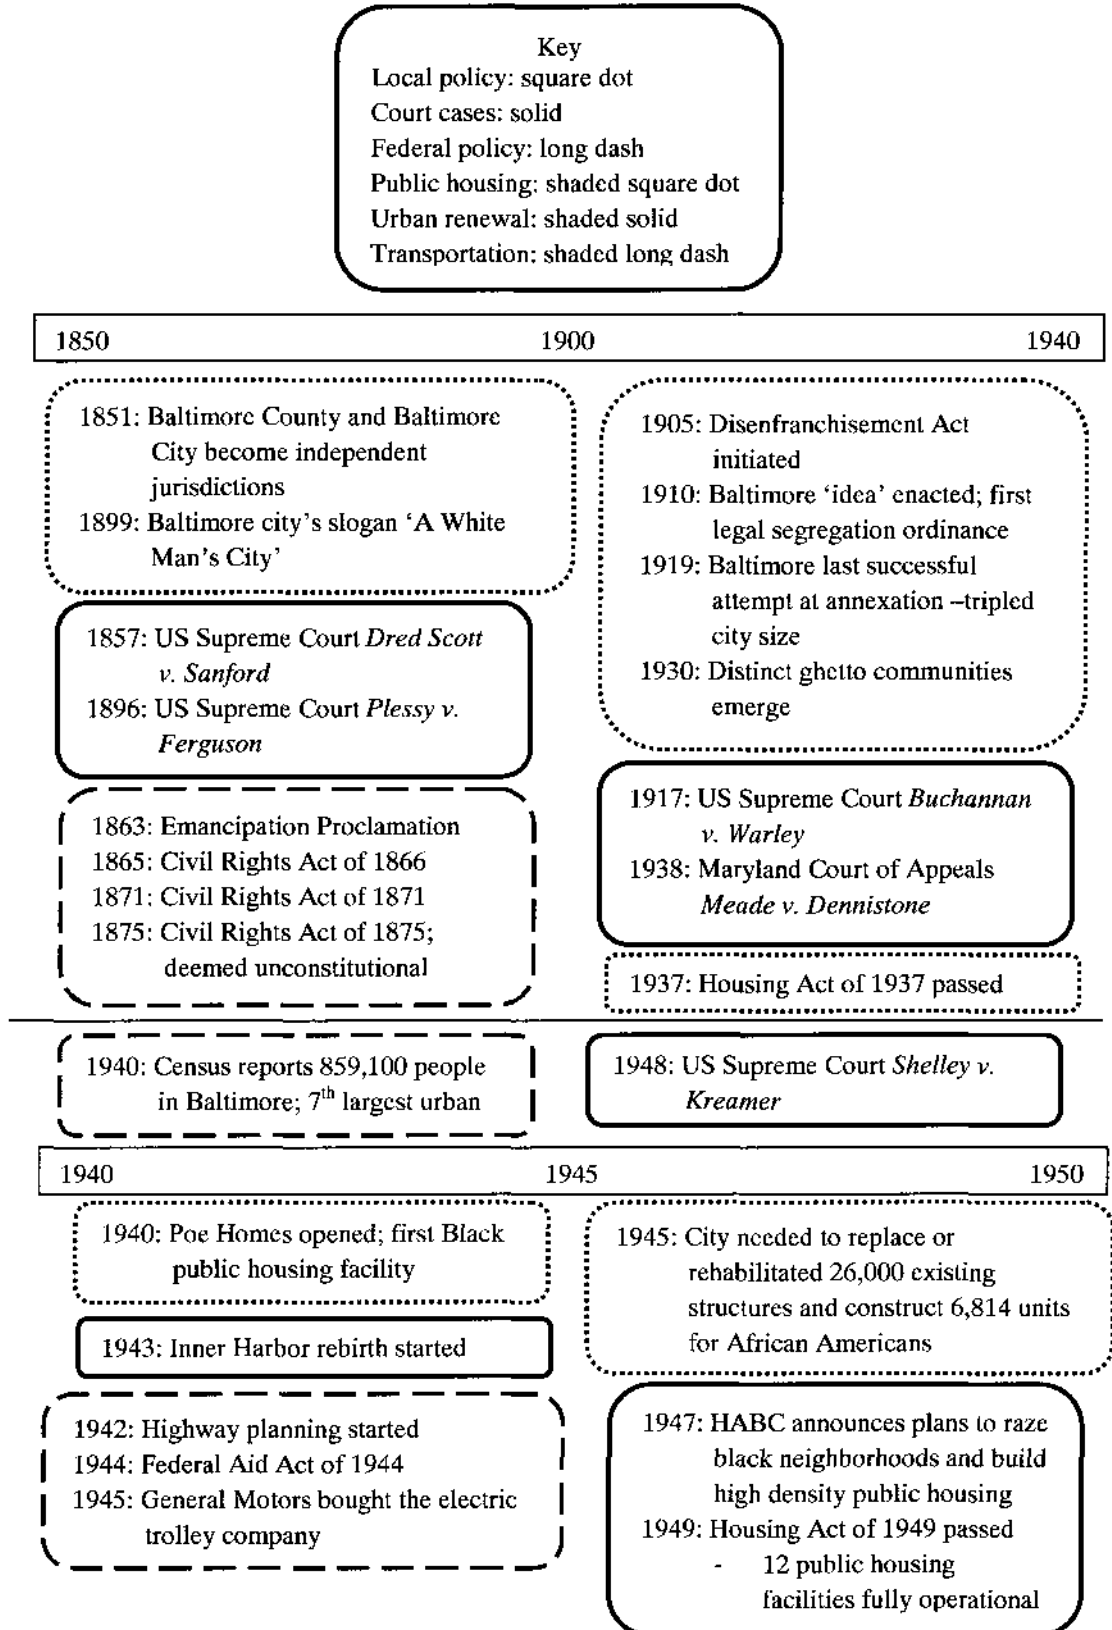 Key
Local policy: square dot
Court cases: solid
Federal policy: long dash
Public housing: shaded square dot
Urban renewal: shaded solid
Transportation: shaded long dash
1850 1900 1940
1851: Baltimore County and Baltimore
City become independent
jurisdictions
1899: Baltimore city's slogan 'A White
Man's City'
1857: US Supreme Court Dred Scott
v. Sanford
1896: US Supreme Court Plessy v.
Ferguson
1863: Emancipation Proclamation
1865: Civil Rights Act of 1866
1871: Civil Rights Act of 1871
1875: Civil Rights Act of 1875;
deemed unconstitutional
1905: Disenfranchisement Act
initiated
1910: Baltimore 'idea' enacted; first
legal segregation ordinance
1919: Baltimore last successful
attempt at annexation –tripled
city size
1930: Distinct ghetto communities
emerge
1917: US Supreme Court Buchannan
v. Warley
1938: Maryland Court of Appeals
Meade v. Dennistone
1937: Housing Act of 1937 passed
1940: Census reports 859,100 people
in Baltimore; 7th largest urban
1948: US Supreme Court Shelley v.
Kreamer
1940 1945 1950
1940: Poe Homes opened; first Black
public housing facility
1943: Inner Harbor rebirth started
1942: Highway planning started
1944: Federal Aid Act of 1944
1945: General Motors bought the electric
trolley company
1945: City needed to replace or
rehabilitated 26,000 existing
structures and construct 6,814 units
for African Americans
1947: HABC announces plans to raze
black neighborhoods and build
high density public housing
1949: Housing Act of 1949 passed
- 12 public housing
facilities fully operational